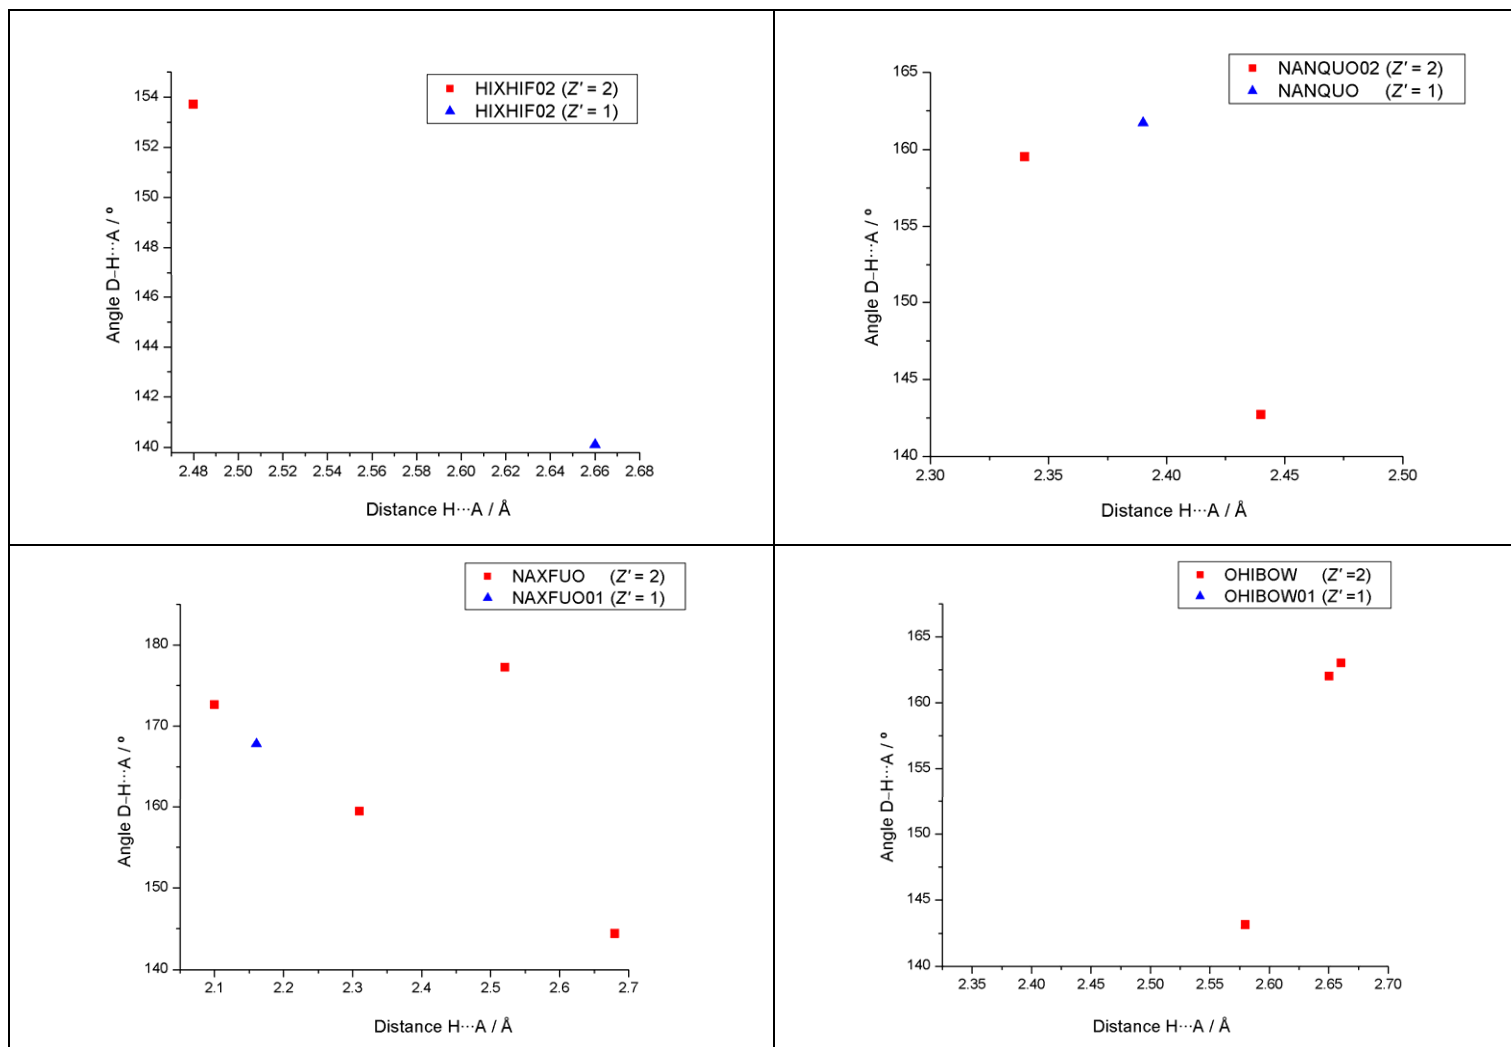 HIXHIF02 (Z′ = 2)
HIXHIF02 (Z′ = 1)
154
152
150
148
146
144
142
140
Angle D–H···A / º
2.48 2.50 2.52 2.54 2.56 2.58 2.60 2.62 2.64 2.66 2.68
Distance H···A / Å
NANQUO02 (Z′ = 2)
NANQUO (Z′ = 1)
165
160
155
150
145
140
Angle D–H···A / º
2.30 2.35 2.40 2.45 2.50
Distance H···A / Å
NAXFUO (Z′ = 2)
NAXFUO01 (Z′ = 1)
180
170
160
150
140
Angle D–H···A / º
2.1 2.2 2.3 2.4 2.5 2.6 2.7
Distance H···A / Å
OHIBOW (Z′ =2)
OHIBOW01 (Z′ =1)
165
160
155
150
145
140
Angle D–H···A / º
2.35 2.40 2.45 2.50 2.55 2.60 2.65 2.70
Distance H···A / Å